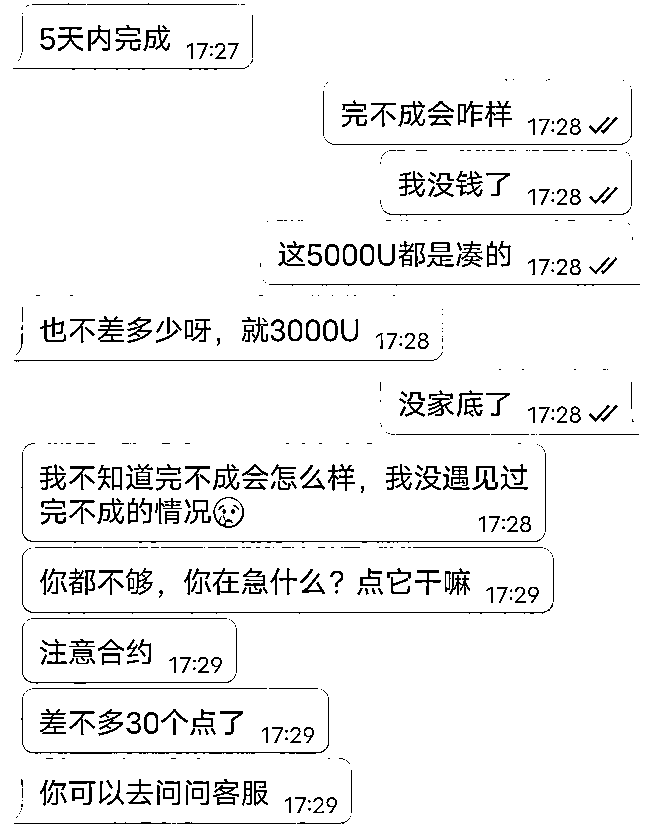 5天内完成 17:27
完不成会咋样 17:28
我没钱了 17:28
这5000U都是凑的 17:28
也不差多少呀，就3000U 17:28
没家底了 17:28
我不知道完不成会怎么样，我没遇见过
完不成的情况😢 17:28
你都不够，你在急什么？点它干嘛 17:29
注意合约 17:29
差不多30个点了 17:29
你可以去问问客服 17:29